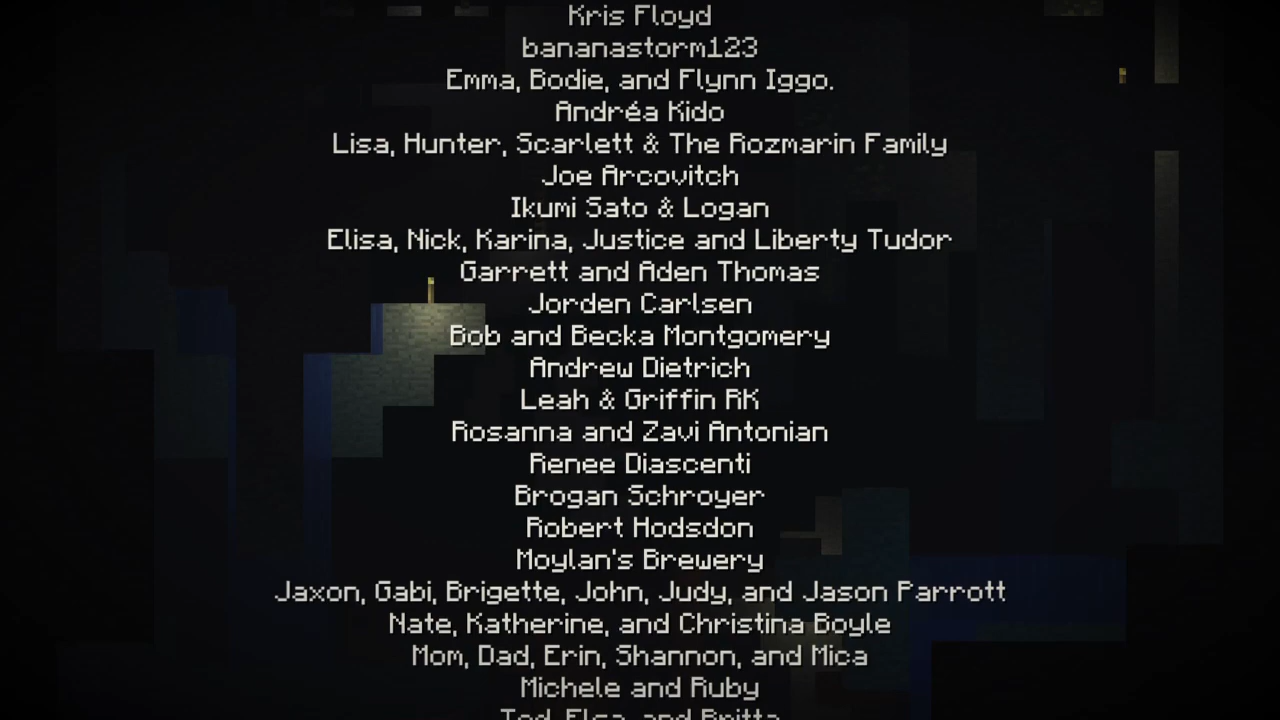 Kris Floyd
bananastorm123
Emma, Bodie, and Flynn Iggo.
Andréa Kido
Lisa, Hunter, Scarlett & The Rozmarin Family
Joe Arcovitch
Ikumi Sato & Logan
Elisa, Nick, Karina, Justice and Liberty Tudor
Garrett and Aden Thomas
Jorden Carlsen
Bob and Becka Montgomery
Andrew Dietrich
Leah & Griffin RK
Rosanna and Zavi Antonian
Renee Diascenti
Brogan Schroyer
Robert Hodsdon
Moylan's Brewery
Jaxon, Gabi, Brigette, John, Judy, and Jason Parrott
Nate, Katherine, and Christina Boyle
Mom, Dad, Erin, Shannon, and Mica
Michele and Ruby
Ted, Elsa, and Britta